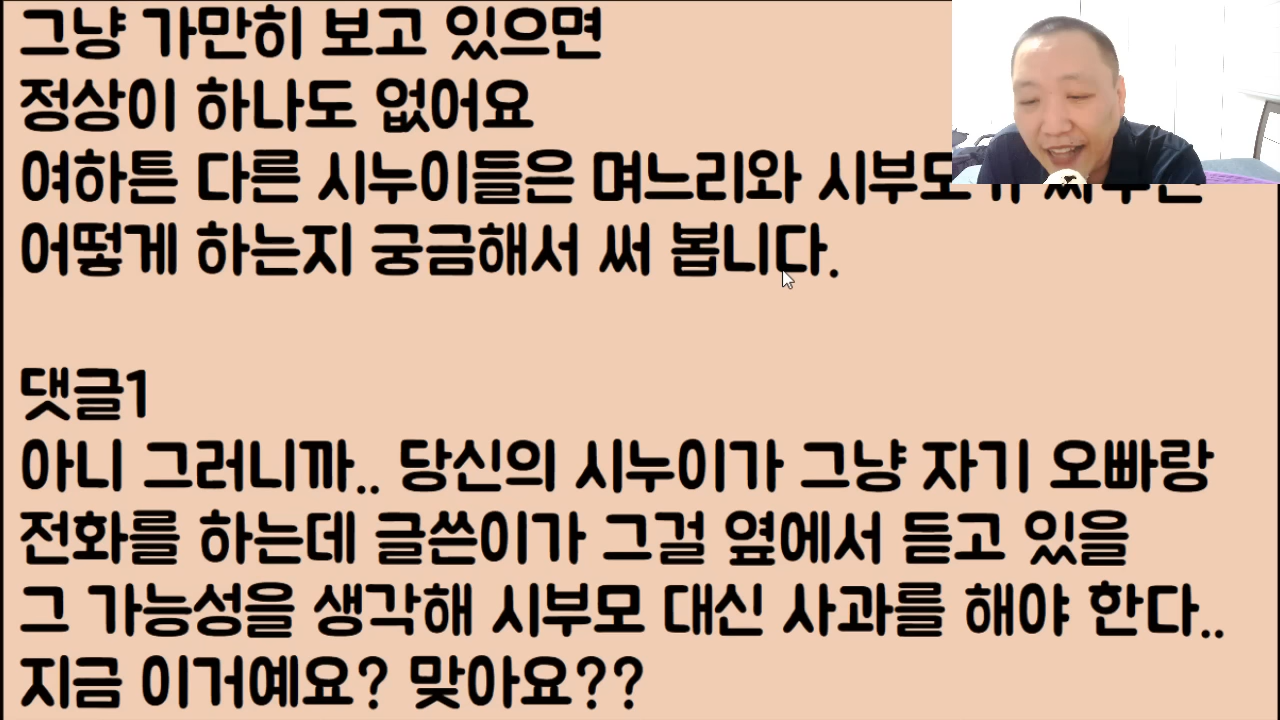 그냥 가만히 보고 있으면
정상이 하나도 없어요
여하튼 다른 시누이들은 며느리와
어떻게 하는지 궁금해서 써 봅니다.
댓글1
아니 그러니까.. 당신의 시누이가 그냥 자기 오빠랑
전화를 하는데 글쓴이가 그걸 옆에서 듣고 있을
그 가능성을 생각해 시부모 대신 사과를 해야 한다..
지금 이거예요? 맞아요??